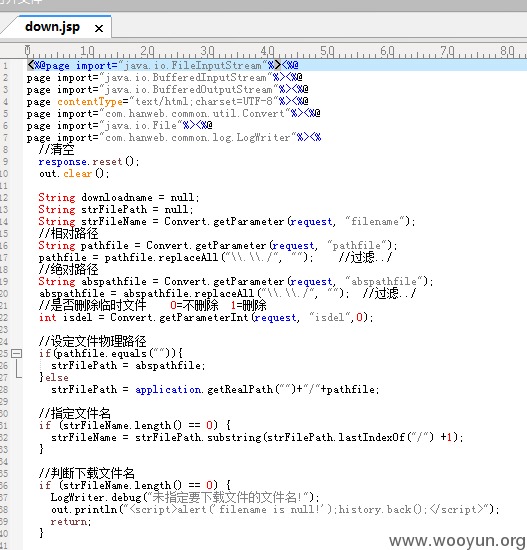 down.jsp
0 10 20 30 40 50 60 70 80
1 <%@page import="java.io.FileInputStream"%><%@
2 page import="java.io.BufferedInputStream"%><%@
3 page import="java.io.BufferedOutputStream"%><%@
4 page contentType="text/html;charset=UTF-8"%><%@
5 page import="com.hanweb.common.util.Convert"%><%@
6 page import="java.io.File"%><%@
7 page import="com.hanweb.common.log.LogWriter"%><%
8 //清空
9 response.reset();
10 out.clear();
11
12 String downloadname = null;
13 String strFilePath = null;
14 String strFileName = Convert.getParameter(request, "filename");
15 //相对路径
16 String pathfile = Convert.getParameter(request, "pathfile");
17 pathfile = pathfile.replaceAll("\\.\\./", ""); //过滤../
18 //绝对路径
19 String abspathfile = Convert.getParameter(request, "abspathfile");
20 abspathfile = abspathfile.replaceAll("\\.\\./", ""); //过滤../
21 //是否删除临时文件 0=不删除 1=删除
22 int isdel = Convert.getParameterInt(request, "isdel",0);
23
24 //设定文件物理路径
25 if(pathfile.equals("")){
26 strFilePath = abspathfile;
27 }else
28 strFilePath = application.getRealPath("")+"/"+pathfile;
29
30 //指定文件名
31 if (strFileName.length() == 0) {
32 strFileName = strFilePath.substring(strFilePath.lastIndexOf("/") +1);
33 }
34
35 //判断下载文件名
36 if (strFileName.length() == 0) {
37 LogWriter.debug("未指定要下载文件的文件名!");
38 out.println("<script>alert('filename is null!');history.back();</script>");
39 return;
40 }
41
www.wooyun.org